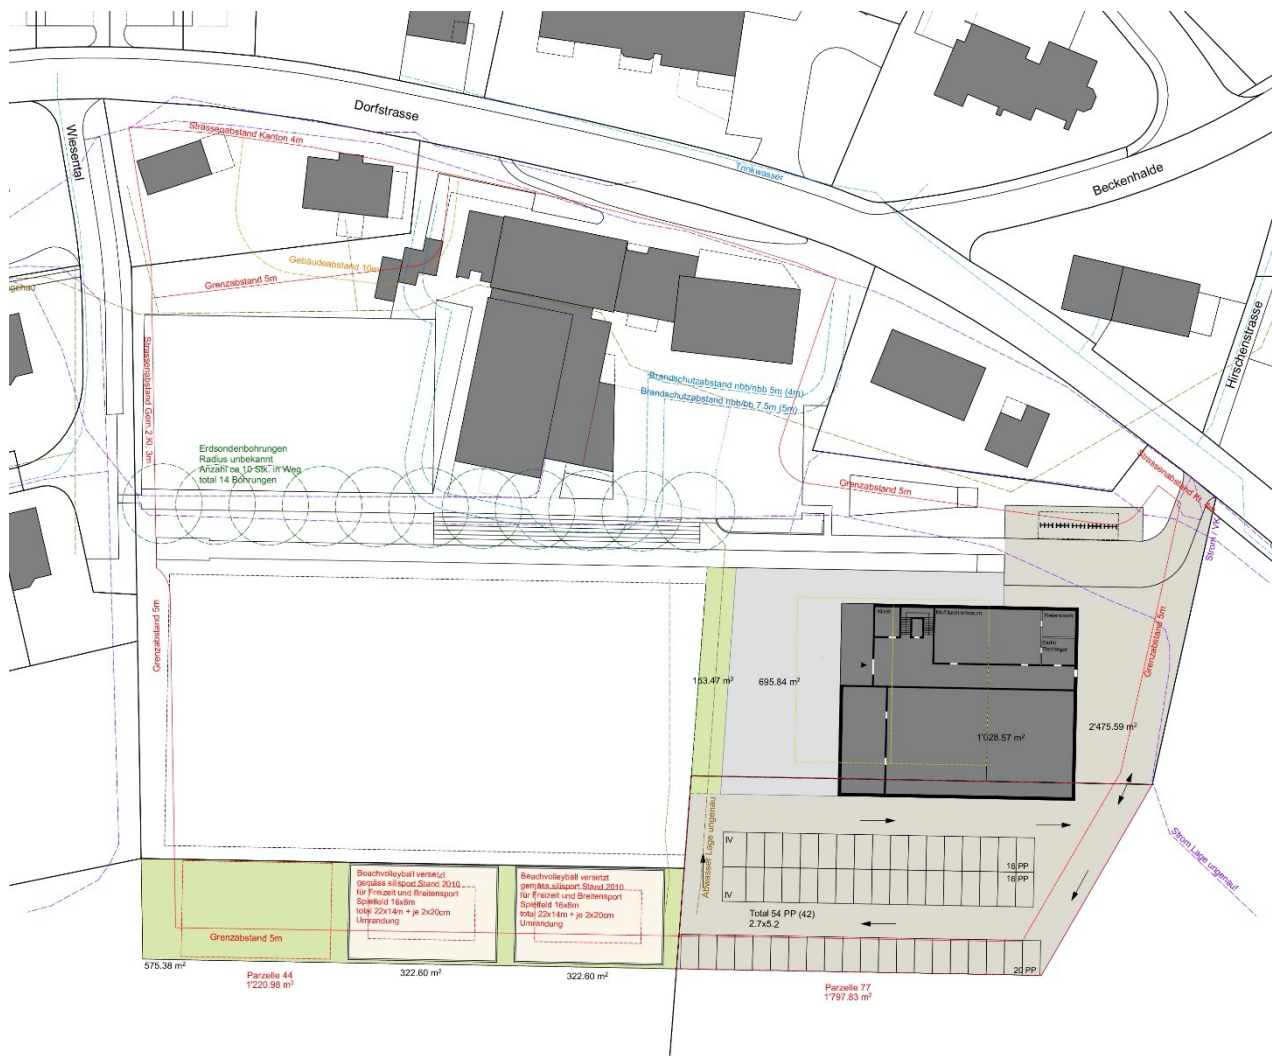 Dorfstrasse
Wiesental
Strassenabstand Kanton 4m
Trinkwasser
Beckenhalde
Hirschenstrasse
Gebäudeabstand 10m
Grenzabstand 5m
Strassenabstand Gem.2.Kl. 3m
Brandschutzabstand nbb/nbb 5m (4m)
Brandschutzabstand nbb/bb 7.5m (5m)
Erdsondenbohrungen
Radius unbekannt
Anzahl ca 10 Stk. in Weg
total 14 Bohrungen
Grenzabstand 5m
Strassenabstand Kt.
Strom (VK)
Grenzabstand 5m
Grenzabstand 5m
Kiosk
Multifunktionsraum
153.47 m²
695.84 m²
1'028.57 m²
2'475.59 m²
Abwasser Lage ungenau
Strom Lage ungenau!
IV
16 PP
16 PP
IV
Total 54 PP (42)
2.7x5.2
20 PP
Beachvolleyball versetzt
gemäss silisport Stand 2010
für Freizeit und Breitensport
Spielfeld 16x8m
total 22x14m + je 2x20cm
Umrandung
Beachvolleyball versetzt
gemäss silisport Stand 2010
für Freizeit und Breitensport
Spielfeld 16x8m
total 22x14m + je 2x20cm
Umrandung
Grenzabstand 5m
575.38 m²
Parzelle 44
1'220.98 m²
322.60 m²
322.60 m²
Parzelle 77
1'797.83 m²